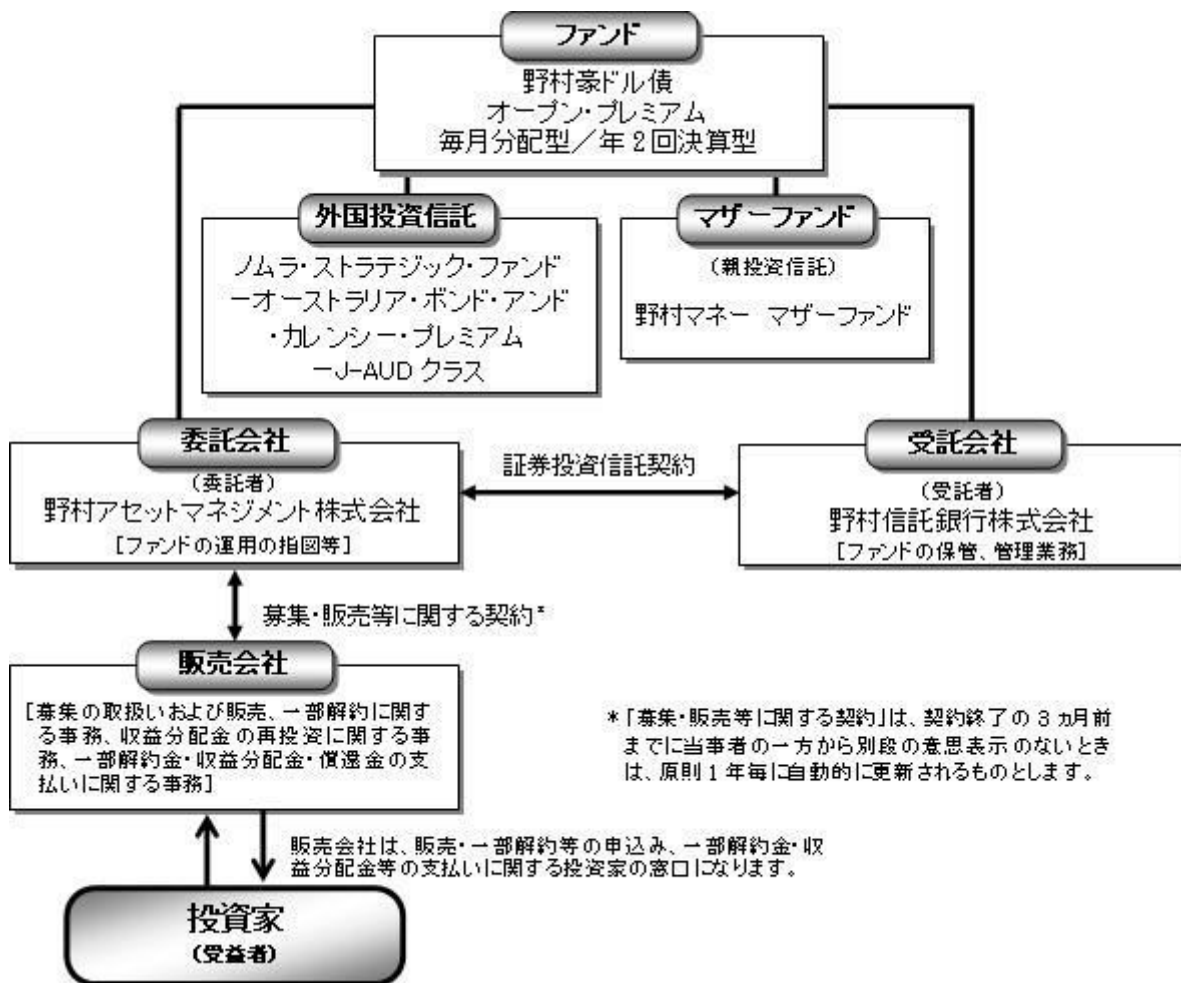 ファンド
野村豪ドル債
オープン・プレミアム
毎月分配型／年２回決算型
外国投資信託
ノムラ・ストラテジック・ファンド
－オーストラリア・ボンド・アンド
・カレンシー・プレミアム
－J-AUD クラス
マザーファンド
（親投資信託）
野村マネー マザーファンド
委託会社
（委託者）
野村アセットマネジメント株式会社
［ファンドの運用の指図等］
証券投資信託契約
受託会社
（受託者）
野村信託銀行株式会社
［ファンドの保管、管理業務］
募集・販売等に関する契約*
販売会社
［募集の取扱いおよび販売、一部解約に関す
る事務、収益分配金の再投資に関する事
務、一部解約金・収益分配金・償還金の支
払いに関する事務］
*「募集・販売等に関する契約」は、契約終了の３ヵ月前
までに当事者の一方から別段の意思表示のないとき
は、原則１年毎に自動的に更新されるものとします。
販売会社は、販売・一部解約等の申込み、一部解約金・収
益分配金等の支払いに関する投資家の窓口になります。
投資家
（受益者）